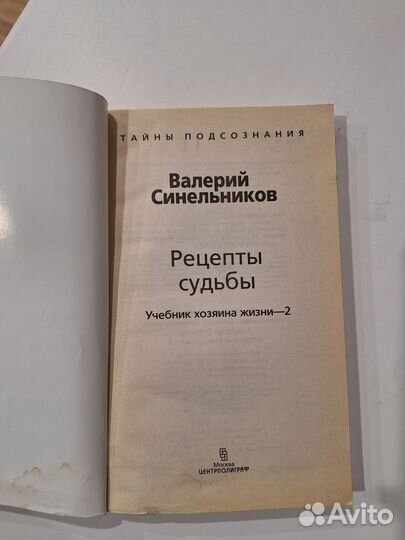 ТАЙНЫ ПОДСОЗНАНИЯ
Валерий
Синельников
Рецепты
судьбы
Учебник хозяина жизни—2
Москва
ЦЕНТРПОЛИГРАФ
Avito